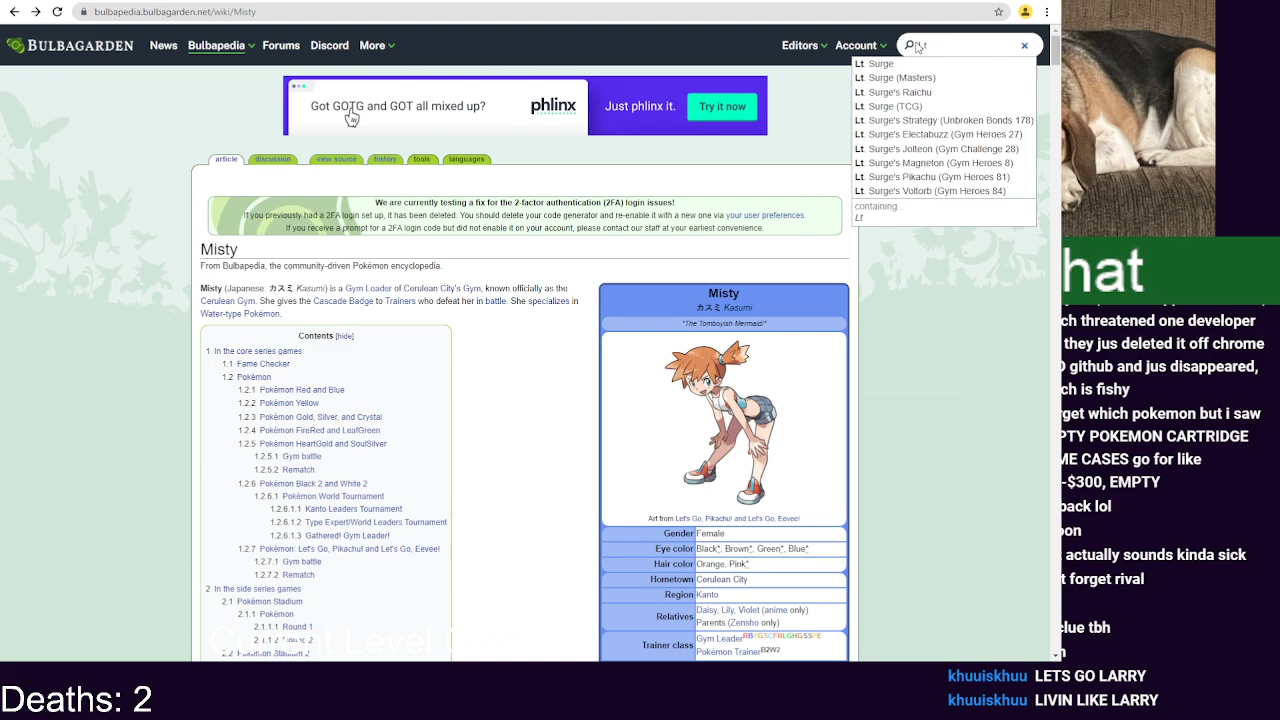 bulbapedia.bulbagarden.net/wiki/Misty
BULBAGARDEN News Bulbapedia Forums Discord More Editors Account
Lt. Surge
Lt. Surge (Masters)
Lt. Surge's Raichu
Lt. Surge (TCG)
Lt. Surge's Strategy (Unbroken Bonds 178)
Lt. Surge's Electabuzz (Gym Heroes 27)
Lt. Surge's Jolteon (Gym Challenge 28)
Lt. Surge's Magneton (Gym Heroes 8)
Lt. Surge's Pikachu (Gym Heroes 81)
Lt. Surge's Voltorb (Gym Heroes 84)
containing...
Lt
Got GOTG and GOT all mixed up? phlinx Just phlinx it. Try it now
article discussion view source history tools languages
We are currently testing a fix for the 2-factor authentication (2FA) login issues!
If you previously had a 2FA login set up, it has been deleted. You should delete your code generator and re-enable it with a new one via your user preferences.
If you receive a prompt for a 2FA login code but did not enable it on your account, please contact our staff at your earliest convenience.
Misty
From Bulbapedia, the community-driven Pokémon encyclopedia.
Misty (Japanese: カスミ Kasumi) is a Gym Leader of Cerulean City's Gym, known officially as the
Cerulean Gym. She gives the Cascade Badge to Trainers who defeat her in battle. She specializes in
Water-type Pokémon.
Contents [hide]
1 In the core series games
1.1 Fame Checker
1.2 Pokémon
1.2.1 Pokémon Red and Blue
1.2.2 Pokémon Yellow
1.2.3 Pokémon Gold, Silver, and Crystal
1.2.4 Pokémon FireRed and LeafGreen
1.2.5 Pokémon HeartGold and SoulSilver
1.2.5.1 Gym battle
1.2.5.2 Rematch
1.2.6 Pokémon Black 2 and White 2
1.2.6.1 Pokémon World Tournament
1.2.6.1.1 Kanto Leaders Tournament
1.2.6.1.2 Type Expert/World Leaders Tournament
1.2.6.1.3 Gathered! Gym Leader!
1.2.7 Pokémon: Let's Go, Pikachu! and Let's Go, Eevee!
1.2.7.1 Gym battle
1.2.7.2 Rematch
2 In the side series games
2.1 Pokémon Stadium
2.1.1 Pokémon
2.1.1.1 Round 1
2.2 Pokémon Stadium 2
Misty
カスミ Kasumi
"The Tomboyish Mermaid!"
Art from Let's Go, Pikachu! and Let's Go, Eevee!
Gender Female
Eye color Black*, Brown*, Green*, Blue*
Hair color Orange, Pink*
Hometown Cerulean City
Region Kanto
Relatives Daisy, Lily, Violet (anime only)
Parents (Zensho only)
Trainer class Gym LeaderRBYGSCFRLGHGSSPE
Pokémon TrainerB2W2
hat
ch threatened one developer
they jus deleted it off chrome
O github and jus disappeared,
ch is fishy
rget which pokemon but i saw
PTY POKEMON CARTRIDGE
ME CASES go for like
-$300, EMPTY
back lol
oon
actually sounds kinda sick
t forget rival
clue tbh
khuuiskhuu LETS GO LARRY
khuuiskhuu LIVIN LIKE LARRY
Deaths: 2